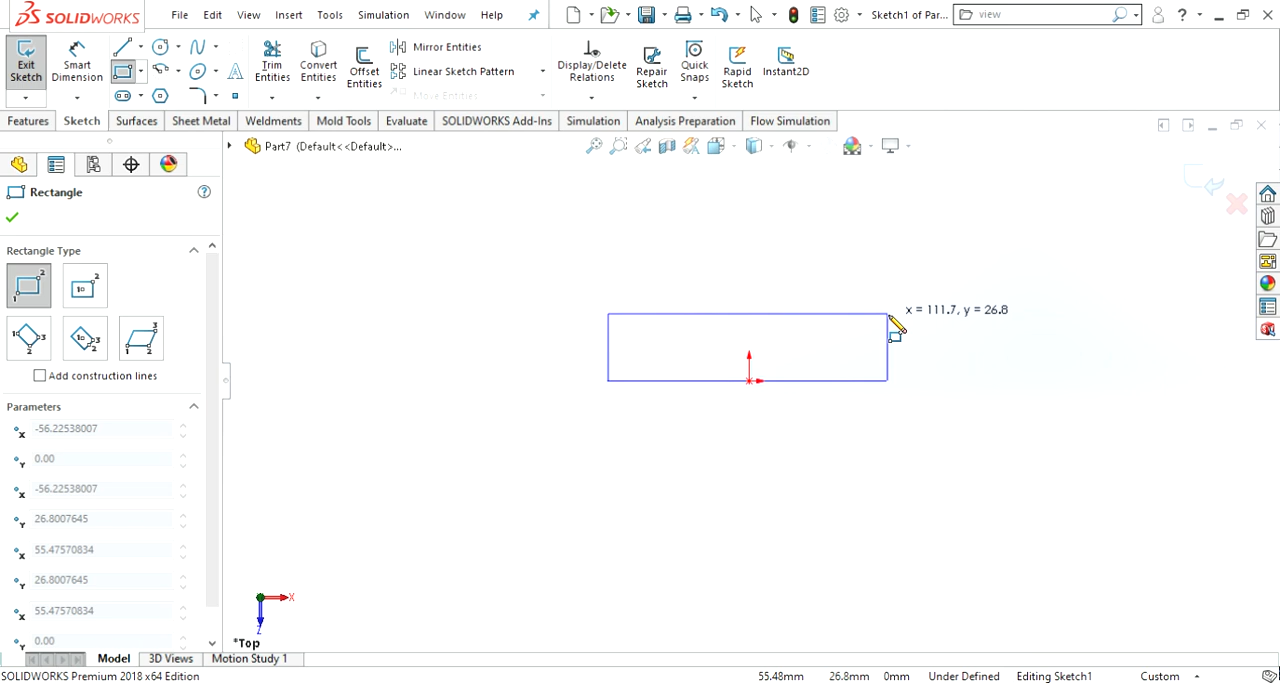 SOLIDWORKS File Edit View Insert Tools Simulation Window Help Sketch1 of Par... view
Exit Sketch
Smart Dimension
Trim Entities
Convert Entities
Offset Entities
Mirror Entities
Linear Sketch Pattern
Move Entities
Display/Delete Relations
Repair Sketch
Quick Snaps
Rapid Sketch
Instant2D
Features Sketch Surfaces Sheet Metal Weldments Mold Tools Evaluate SOLIDWORKS Add-Ins Simulation Analysis Preparation Flow Simulation
Part7 (Default<<Default>...
Rectangle
Rectangle Type
Add construction lines
Parameters
-56.22538007
0.00
-56.22538007
26.8007645
55.47570834
26.8007645
55.47570834
0.00
x = 111.7, y = 26.8
X
Z
*Top
Model 3D Views Motion Study 1
SOLIDWORKS Premium 2018 x64 Edition 55.48mm 26.8mm 0mm Under Defined Editing Sketch1 Custom